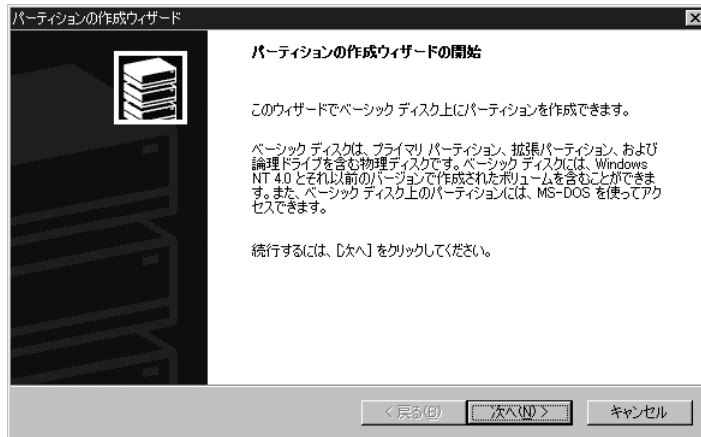 パーティションの作成ウィザード
パーティションの作成ウィザードの開始
このウィザードでベーシック ディスク上にパーティションを作成できます。
ベーシック ディスクは、プライマリ パーティション、拡張パーティション、および
論理ドライブを含む物理ディスクです。ベーシック ディスクには、Windows
NT 4.0 とそれ以前のバージョンで作成されたボリュームを含むことができま
す。また、ベーシック ディスク上のパーティションには、MS-DOS を使ってアク
セスできます。
続行するには、[次へ] をクリックしてください。
< 戻る(B)
次へ(N) >
キャンセル